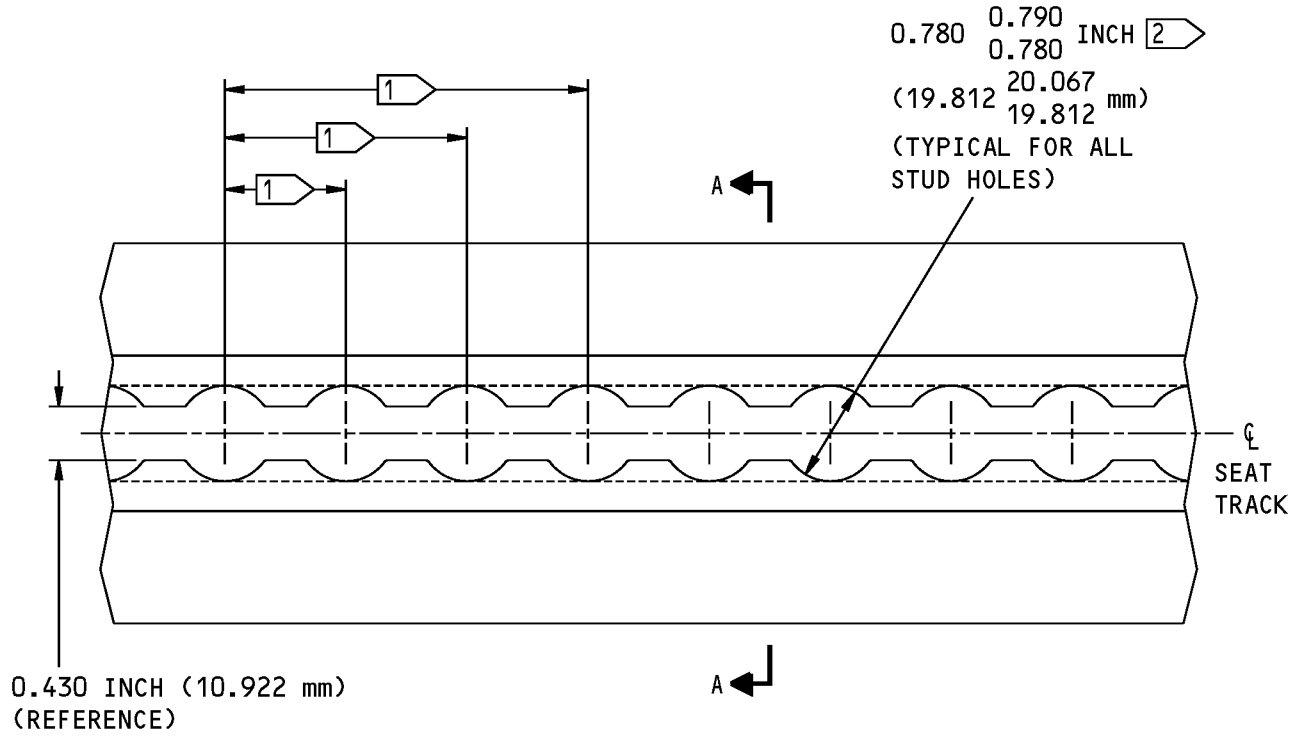 0.780 0.790 0.780 INCH 2
(19.812 20.067 19.812 mm)
(TYPICAL FOR ALL
STUD HOLES)
1
1
1
A
℄
SEAT
TRACK
A
0.430 INCH (10.922 mm)
(REFERENCE)